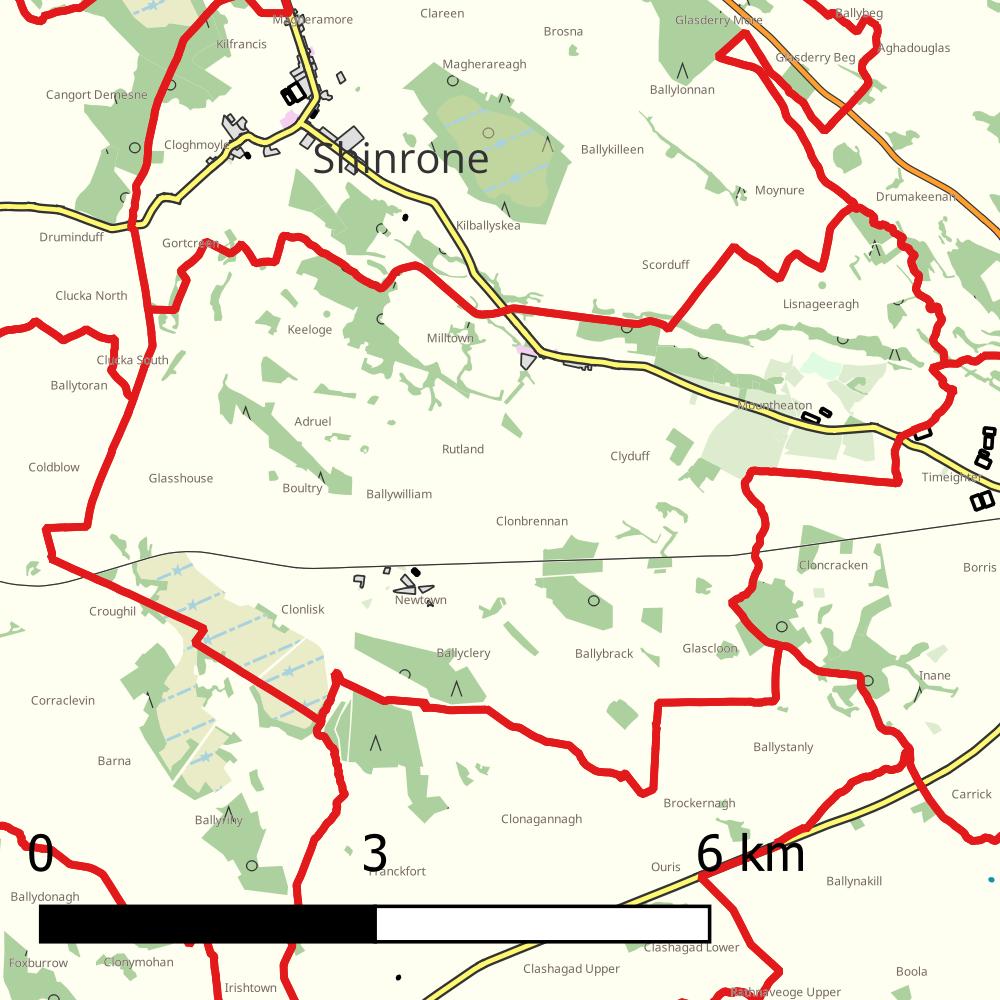 Magheramore
Clareen
Glasderry More
Ballybeg
Kilfrancis
Brosna
Aghadouglas
Glasderry Beg
Magherareagh
Cangort Demesne
Ballylonnan
Cloghmoyle
Shinrone
Ballykilleen
Moynure
Drumakeenan
Kilballyskea
Druminduff
Gortcreen
Scorduff
Clucka North
Lisnageeragh
Keeloge
Milltown
Clucka South
Ballytoran
Mountheaton
Adruel
Rutland
Clyduff
Coldblow
Glasshouse
Boultry
Ballywilliam
Timeighter
Clonbrennan
Cloncracken
Borris
Croughil
Clonlisk
Newtown
Ballyclery
Ballybrack
Glascloon
Inane
Corraclevin
Ballystanly
Barna
Brockernagh
Carrick
Ballyrihy
Clonagannagh
0 3 6 km
Franckfort
Ouris
Ballynakill
Ballydonagh
Clashagad Lower
Foxburrow
Clonymohan
Clashagad Upper
Boola
Irishtown
Rathnaveoge Upper